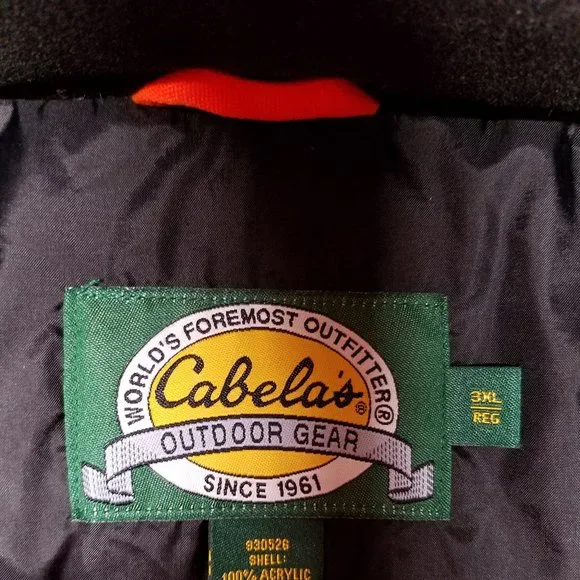 WORLD'S FOREMOST OUTFITTER®
Cabela's®
OUTDOOR GEAR
SINCE 1961
3XL
REG
930526
SHELL:
100% ACRYLIC